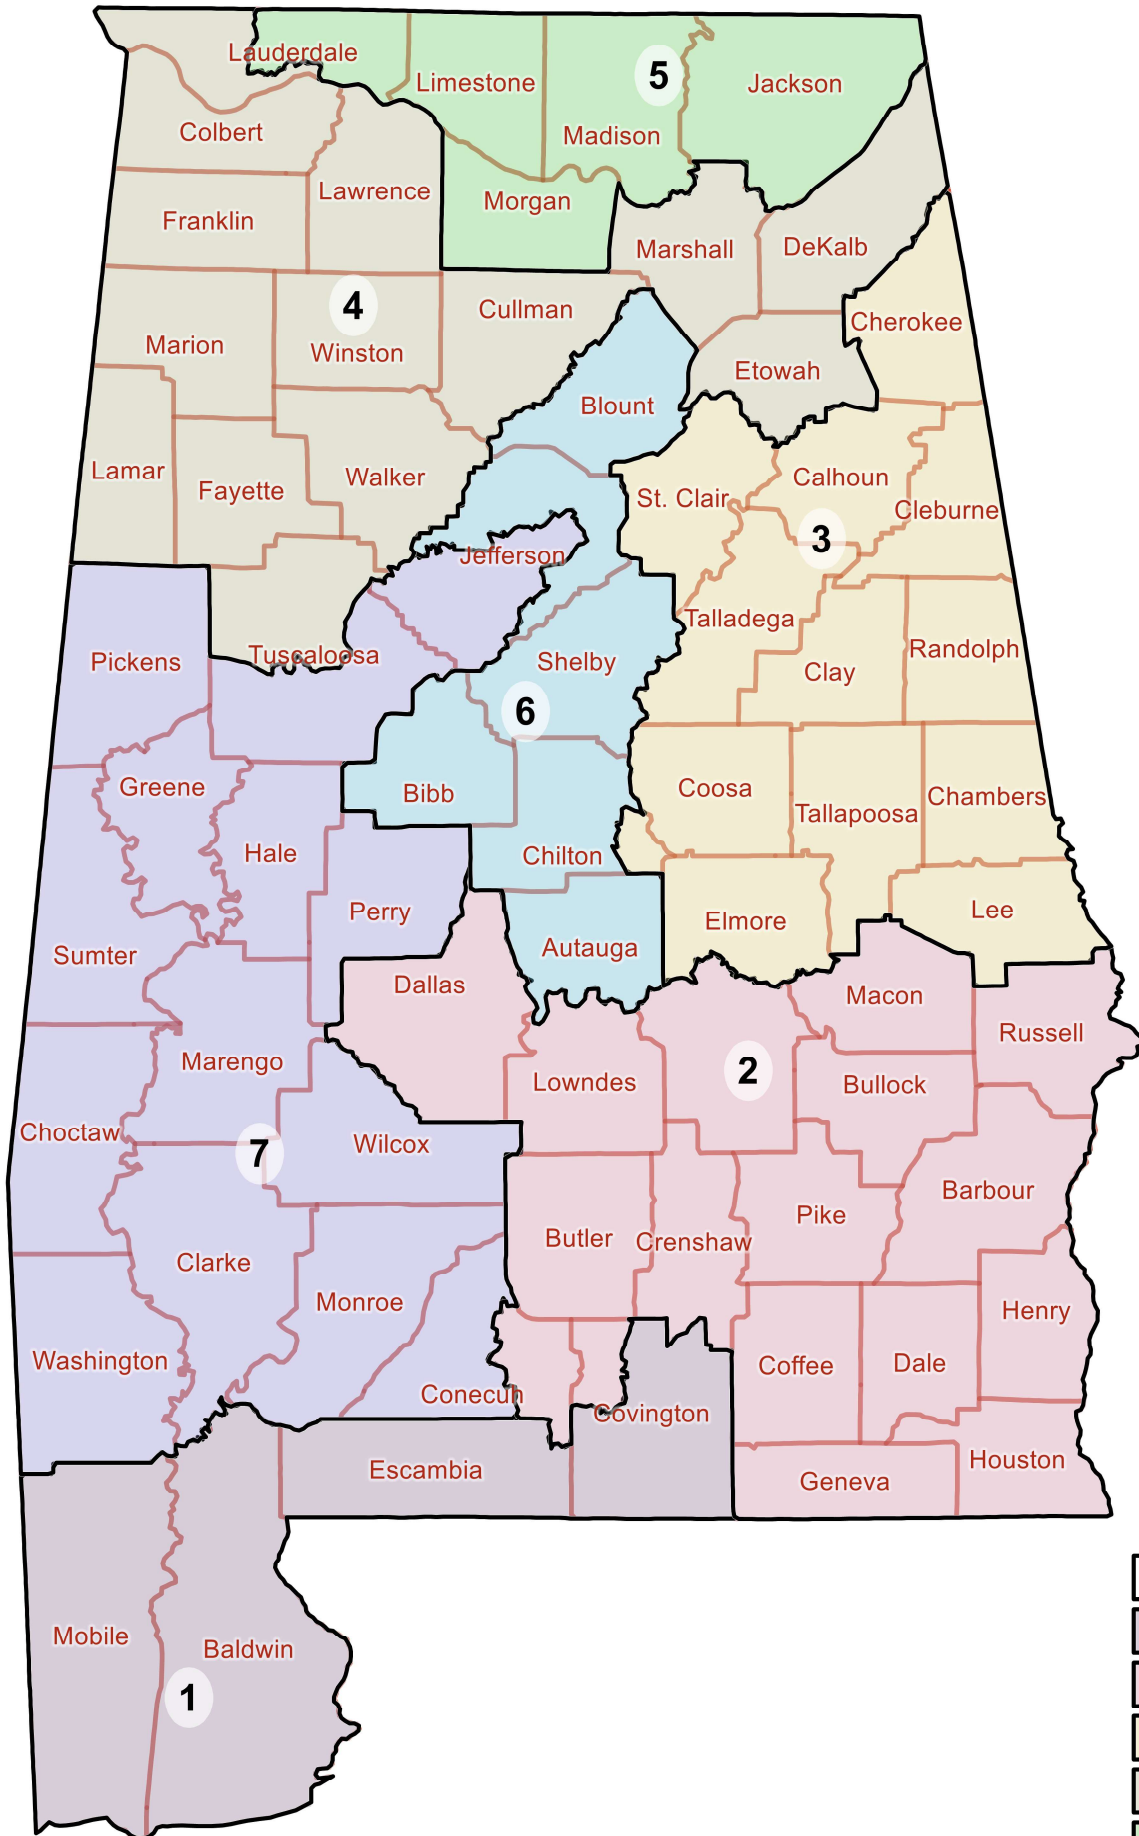 Lauderdale
5
Limestone
Jackson
Colbert
Madison
Lawrence
Morgan
Franklin
Marshall
DeKalb
4
Cullman
Cherokee
Marion
Winston
Etowah
Blount
Lamar
Walker
Calhoun
Fayette
St. Clair
Cleburne
3
Jefferson
Talladega
Randolph
Pickens
Tuscaloosa
Shelby
Clay
6
Greene
Bibb
Coosa
Chambers
Tallapoosa
Hale
Chilton
Perry
Elmore
Lee
Sumter
Autauga
Dallas
Macon
Russell
Marengo
2
Lowndes
Bullock
Choctaw
7
Wilcox
Barbour
Pike
Butler
Crenshaw
Clarke
Monroe
Henry
Washington
Coffee
Dale
Conecuh
Covington
Escambia
Houston
Geneva
Mobile
Baldwin
1